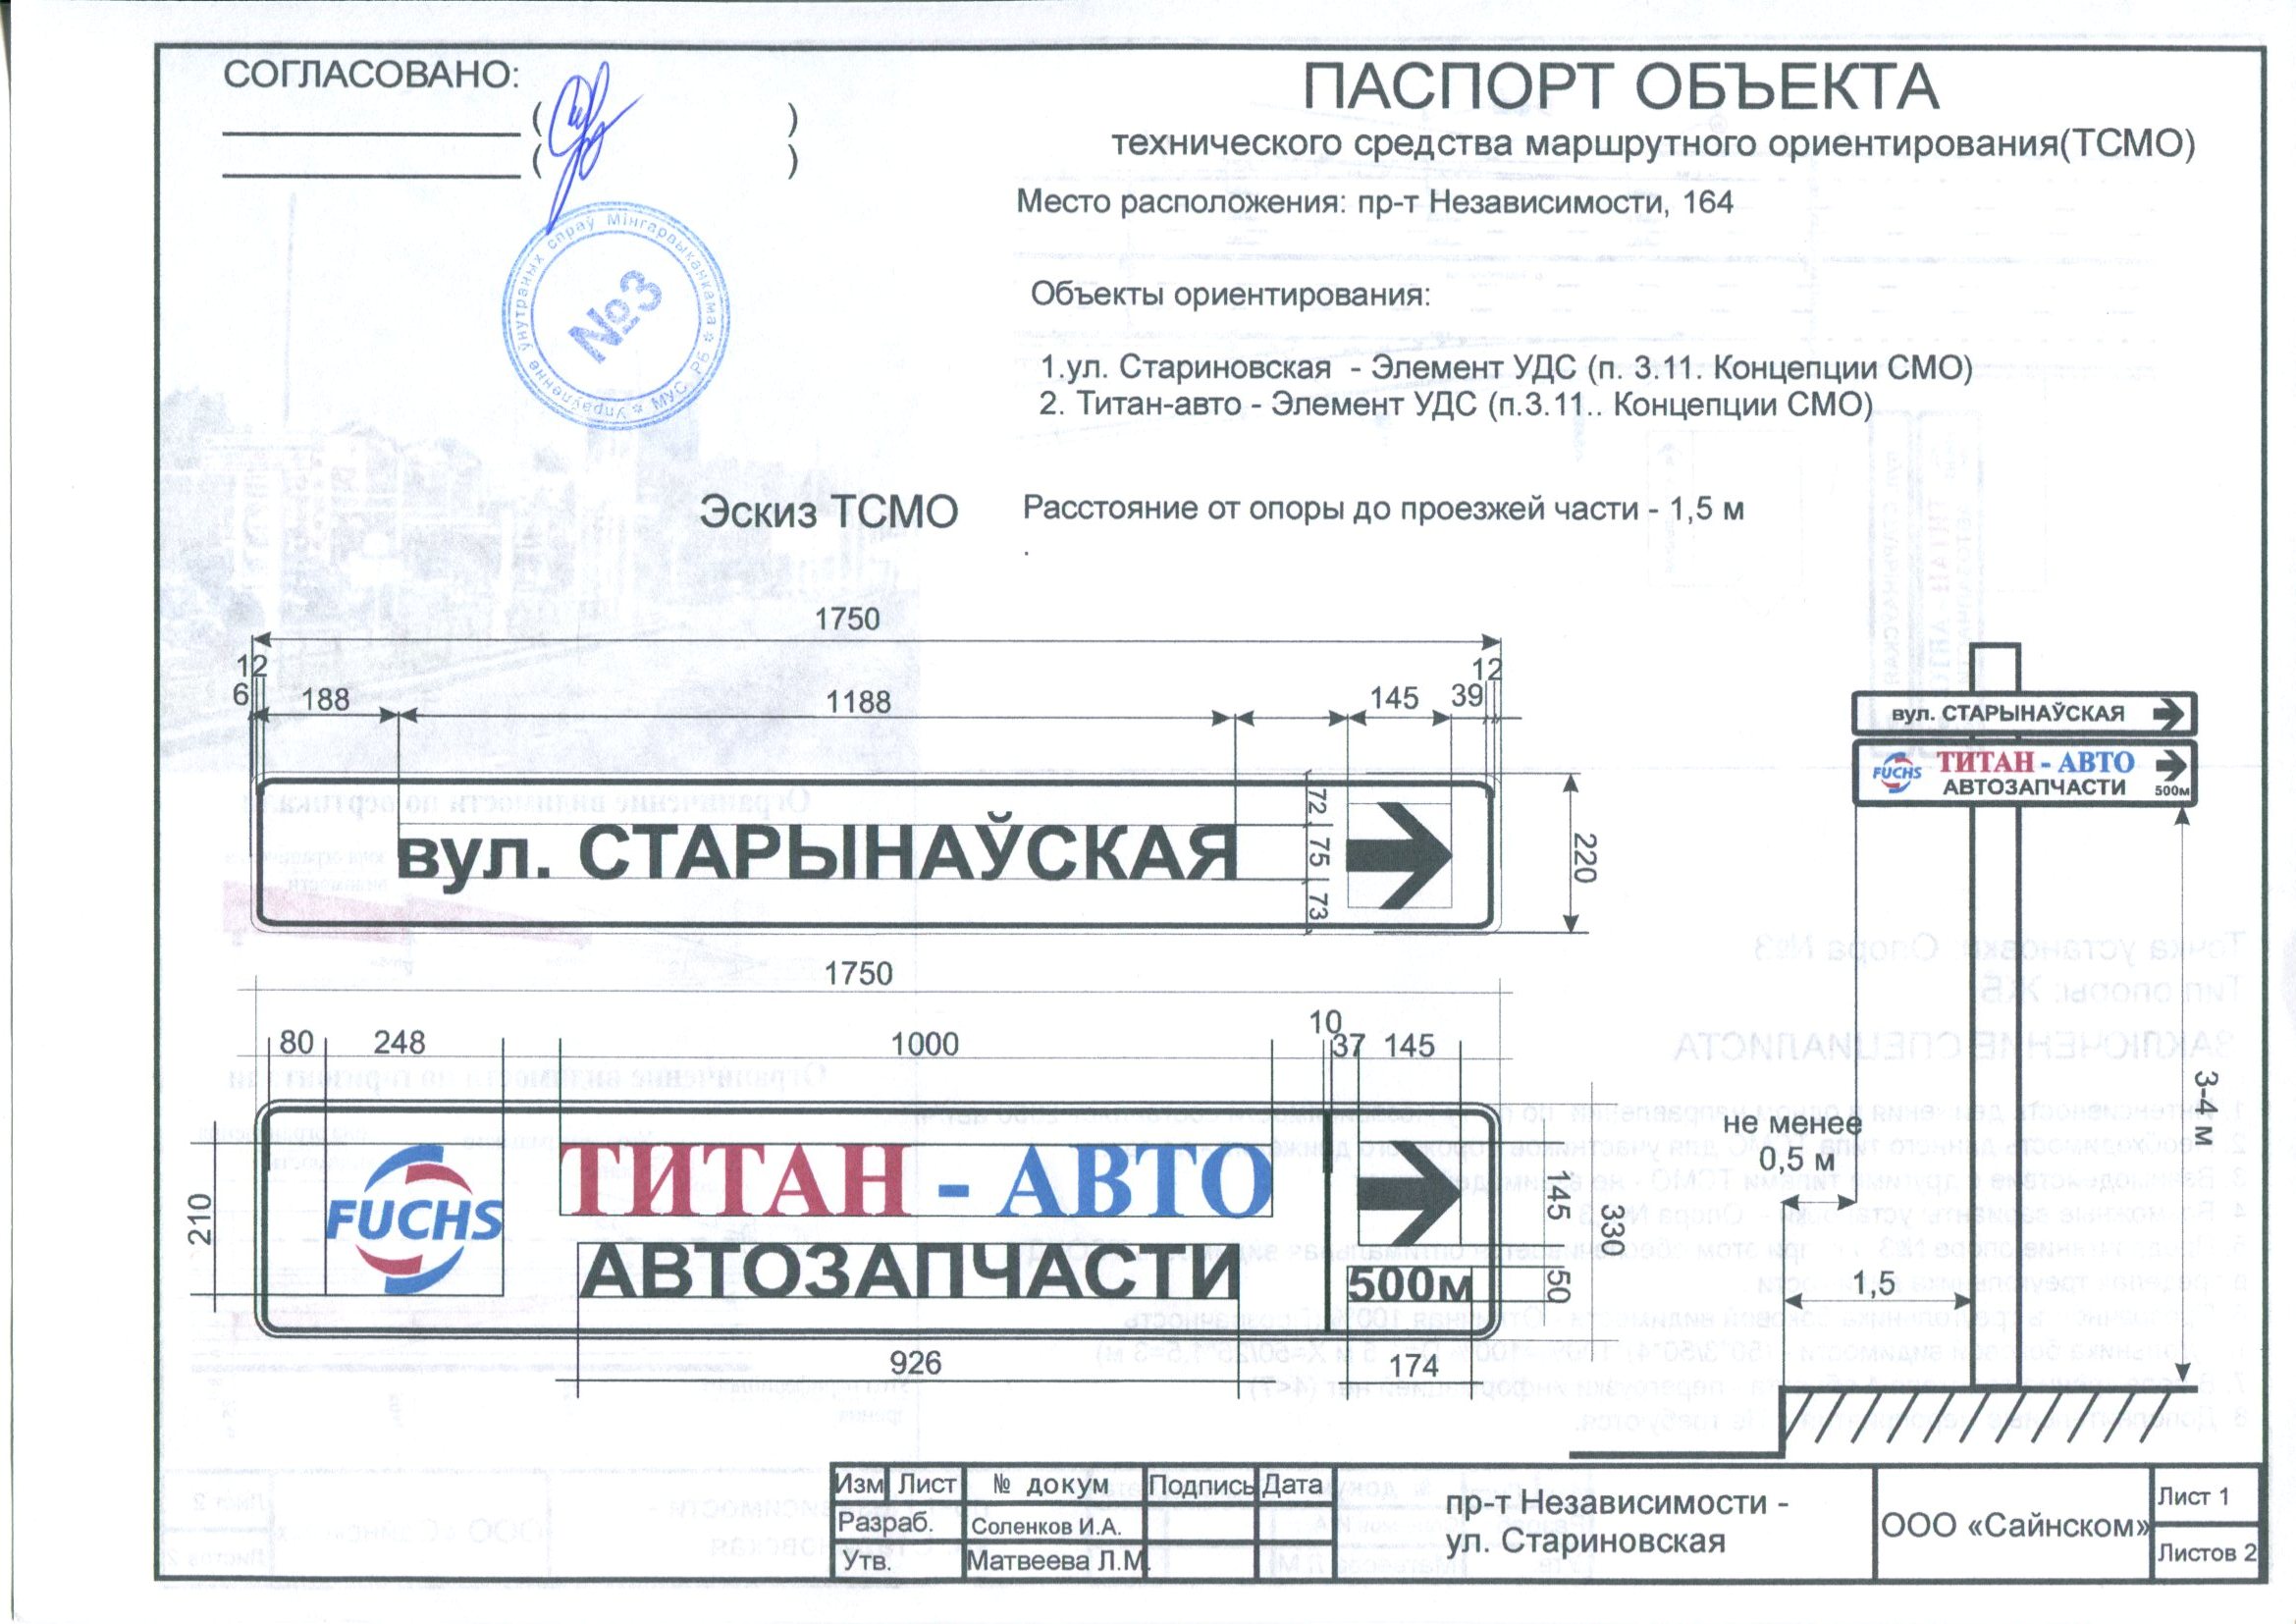 СОГЛАСОВАНО:
( )
( )
Упраўленне ўнутраных спраў Мінгарвыканкама * МУС РБ *
№3
ПАСПОРТ ОБЪЕКТА
технического средства маршрутного ориентирования(ТСМО)
Место расположения: пр-т Независимости, 164
Объекты ориентирования:
1.ул. Стариновская - Элемент УДС (п. 3.11. Концепции СМО)
2. Титан-авто - Элемент УДС (п.3.11.. Концепции СМО)
Эскиз ТСМО
Расстояние от опоры до проезжей части - 1,5 м
.
1750
12
12
6
188
1188
145
39
вул. СТАРЫНАЎСКАЯ
72
75
73
220
1750
80
248
1000
10
37
145
210
FUCHS
ТИТАН - АВТО
АВТОЗАПЧАСТИ
500м
145
50
330
926
174
вул. СТАРЫНАЎСКАЯ
FUCHS
ТИТАН - АВТО
АВТОЗАПЧАСТИ
500м
не менее
0,5 м
1,5
3-4 м
Изм Лист № докум Подпись Дата
Разраб. Соленков И.А.
Утв. Матвеева Л.М.
пр-т Независимости -
ул. Стариновская
ООО «Сайнском»
Лист 1
Листов 2